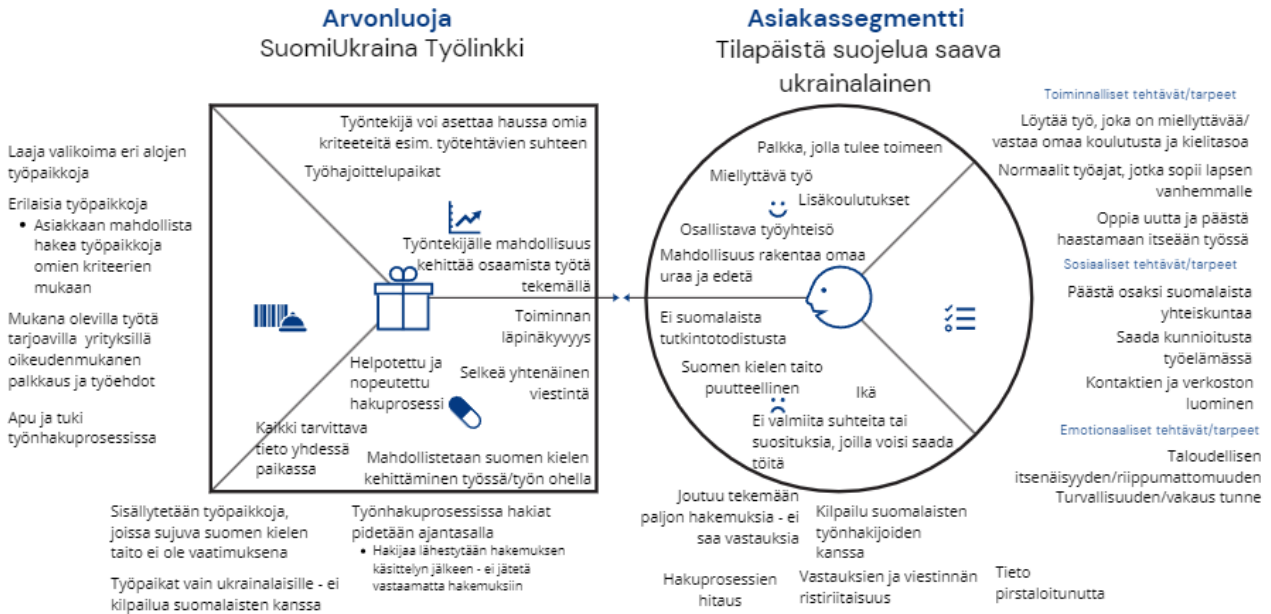 Arvonluoja
SuomiUkraina Työlinkki
Laaja valikoima eri alojen
työpaikkoja
Erilaisia työpaikkoja
• Asiakkaan mahdollista
hakea työpaikkoja
omien kriteerien
mukaan
Mukana olevilla työtä
tarjoavilla yrityksillä
oikeudenmukanen
palkkaus ja työehdot
Apu ja tuki
työnhakuprosessissa
Työntekijä voi asettaa haussa omia
kriteeteitä esim. työtehtävien suhteen
Työhajoittelupaikat
Työntekijälle mahdollisuus
kehittää osaamista työtä
tekemällä
Toiminnan
läpinäkyvyys
Helpotettu ja
nopeutettu
hakuprosessi
Selkeä yhtenäinen
viestintä
Kaikki tarvittava
tieto yhdessä
paikassa
Mahdollistetaan suomen kielen
kehittäminen työssä/työn ohella
Sisällytetään työpaikkoja,
joissa sujuva suomen kielen
taito ei ole vaatimuksena
Työpaikat vain ukrainalaisille - ei
kilpailua suomalaisten kanssa
Työnhakuprosessissa hakiat
pidetään ajantasalla
• Hakijaa lähestytään hakemuksen
käsittelyn jälkeen - ei jätetä
vastaamatta hakemuksiin
Asiakassegmentti
Tilapäistä suojelua saava
ukrainalainen
Palkka, jolla tulee toimeen
Miellyttävä työ
Lisäkoulutukset
Osallistava työyhteisö
Mahdollisuus rakentaa omaa
uraa ja edetä
Ei suomalaista
tutkintotodistusta
Suomen kielen taito
puutteellinen
Ikä
Ei valmiita suhteita tai
suosituksia, joilla voisi saada
töitä
Joutuu tekemään
paljon hakemuksia - ei
saa vastauksia
Kilpailu suomalaisten
työnhakijoiden
kanssa
Hakuprosessien
hitaus
Vastauksien ja viestinnän
ristiriitaisuus
Tieto
pirstaloitunutta
Toiminnalliset tehtävät/tarpeet
Löytää työ, joka on miellyttävää/
vastaa omaa koulutusta ja kielitasoa
Normaalit työajat, jotka sopii lapsen
vanhemmalle
Oppia uutta ja päästä
haastamaan itseään työssä
Sosiaaliset tehtävät/tarpeet
Päästä osaksi suomalaista
yhteiskuntaa
Saada kunnioitusta
työelämässä
Kontaktien ja verkoston
luominen
Emotionaaliset tehtävät/tarpeet
Taloudellisen
itsenäisyyden/riippumattomuuden
Turvallisuuden/vakaus tunne